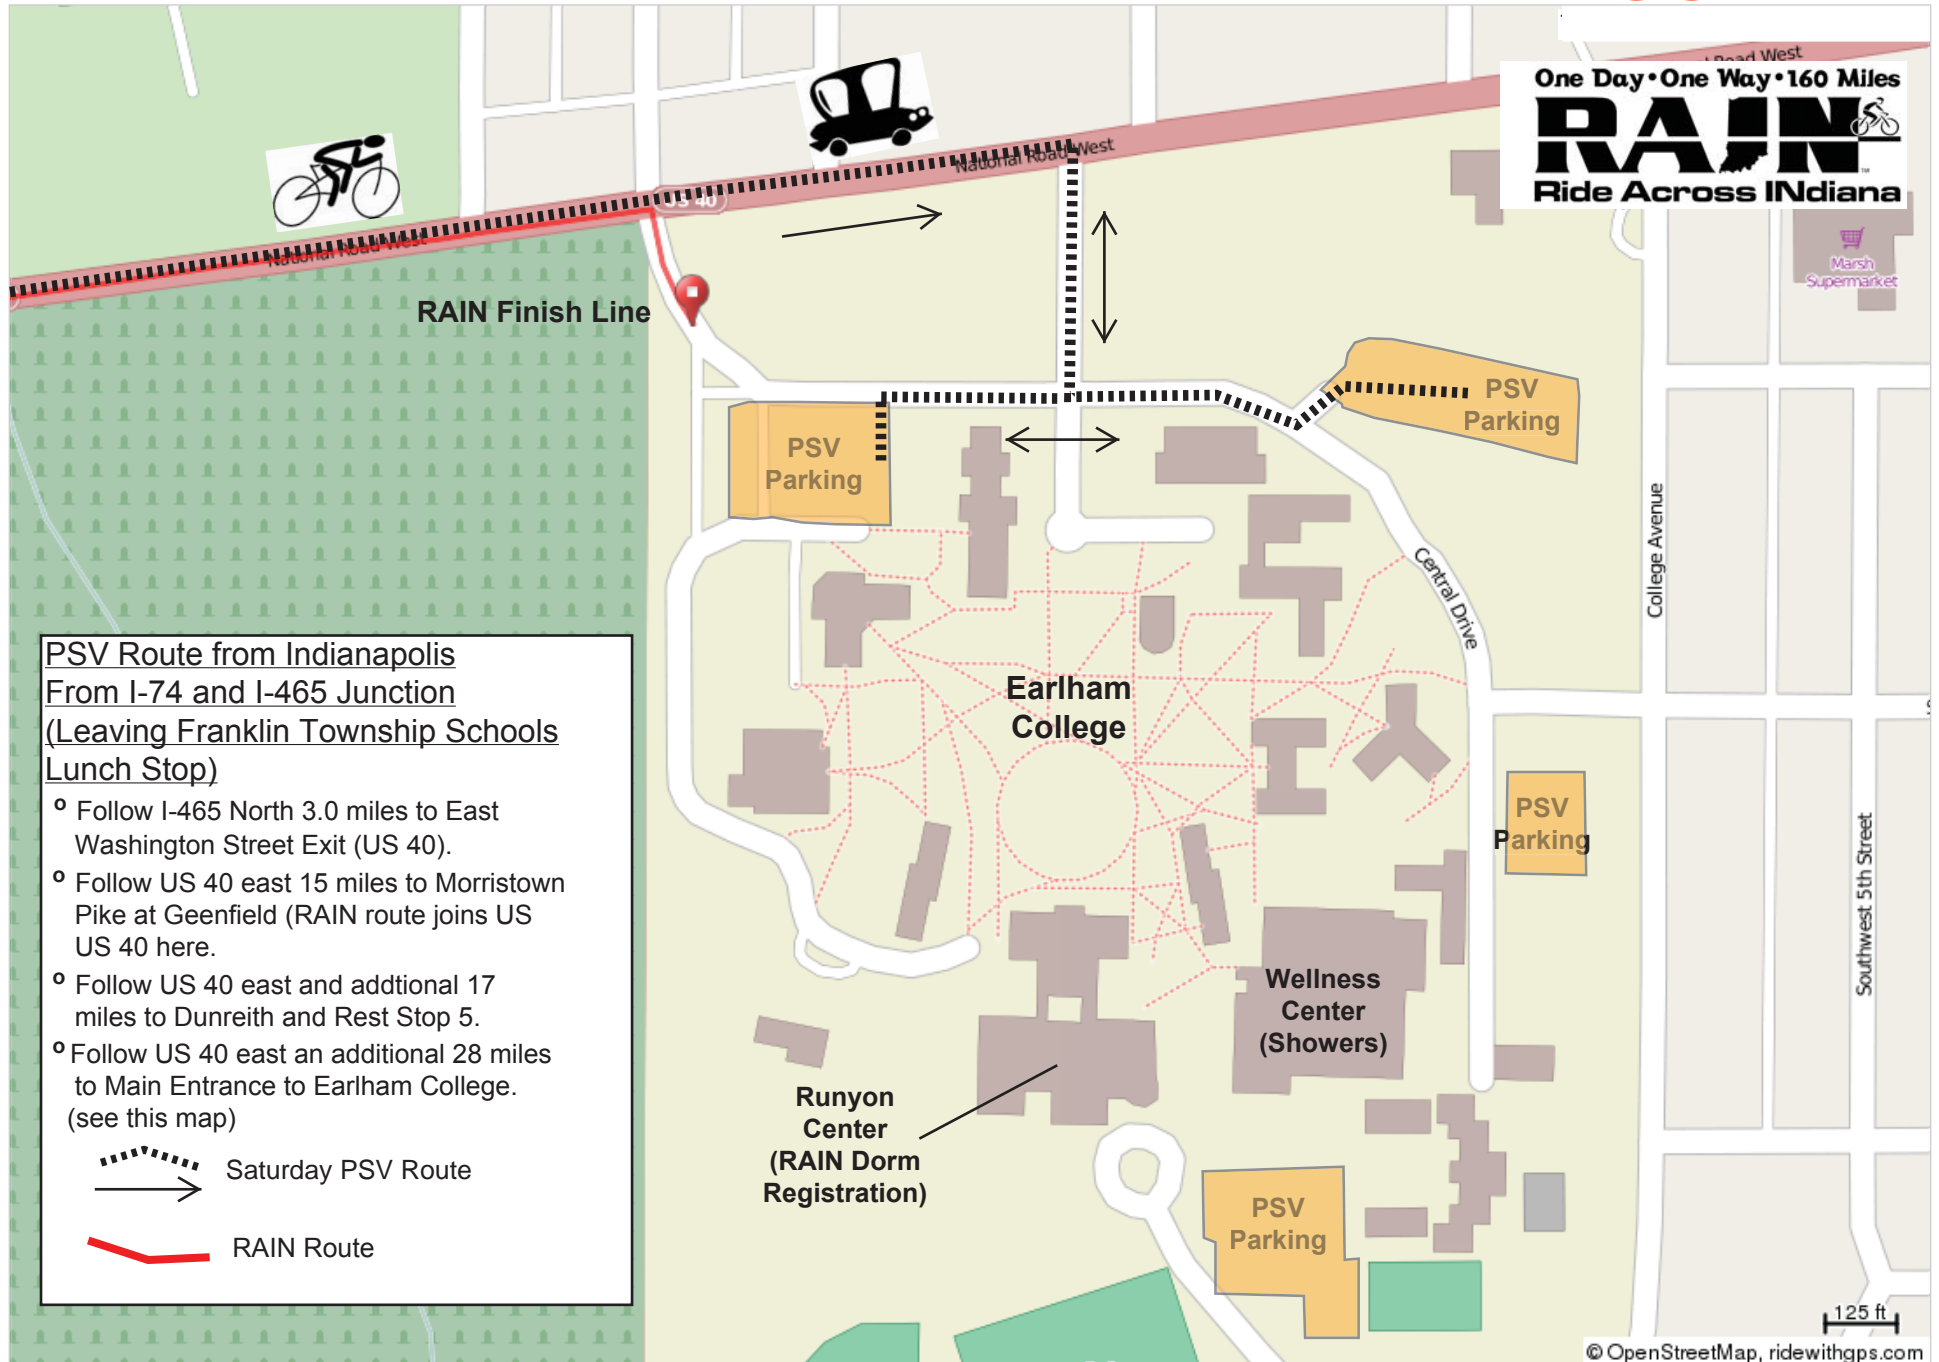 One Day • One Way • 160 Miles
RAIN
TM
Ride Across INdiana
Road West
National Road West
US 40
National Road West
Marsh
Supermarket
RAIN Finish Line
PSV
Parking
PSV
Parking
College Avenue
Central Drive
Earlham
College
PSV
Parking
Southwest 5th Street
Wellness
Center
(Showers)
Runyon
Center
(RAIN Dorm
Registration)
PSV
Parking
PSV Route from Indianapolis
From I-74 and I-465 Junction
(Leaving Franklin Township Schools
Lunch Stop)
o Follow I-465 North 3.0 miles to East
Washington Street Exit (US 40).
o Follow US 40 east 15 miles to Morristown
Pike at Geenfield (RAIN route joins US
US 40 here.
o Follow US 40 east and addtional 17
miles to Dunreith and Rest Stop 5.
o Follow US 40 east an additional 28 miles
to Main Entrance to Earlham College.
(see this map)
Saturday PSV Route
RAIN Route
125 ft
© OpenStreetMap, ridewithgps.com